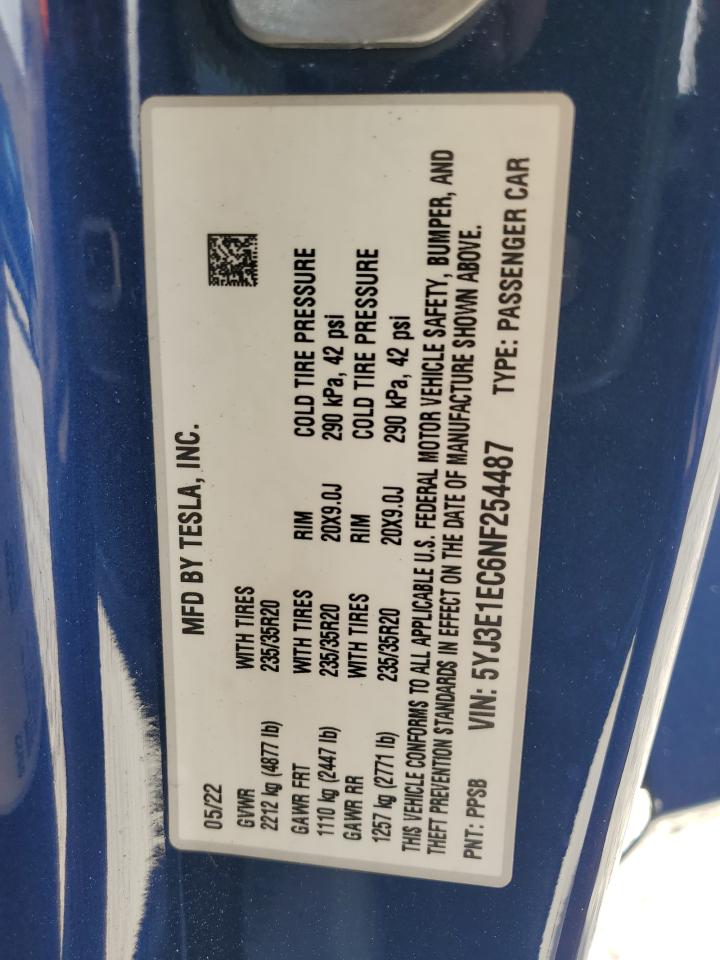 MFD BY TESLA, INC.
05/22
GVWR WITH TIRES
2212 kg (4877 lb) 235/35R20
GAWR FRT WITH TIRES RIM COLD TIRE PRESSURE
1110 kg (2447 lb) 235/35R20 20X9.0J 290 kPa, 42 psi
GAWR RR WITH TIRES RIM COLD TIRE PRESSURE
1257 kg (2771 lb) 235/35R20 20X9.0J 290 kPa, 42 psi
THIS VEHICLE CONFORMS TO ALL APPLICABLE U.S. FEDERAL MOTOR VEHICLE SAFETY, BUMPER, AND
THEFT PREVENTION STANDARDS IN EFFECT ON THE DATE OF MANUFACTURE SHOWN ABOVE.
PNT: PPSB VIN: 5YJ3E1EC6NF254487 TYPE: PASSENGER CAR